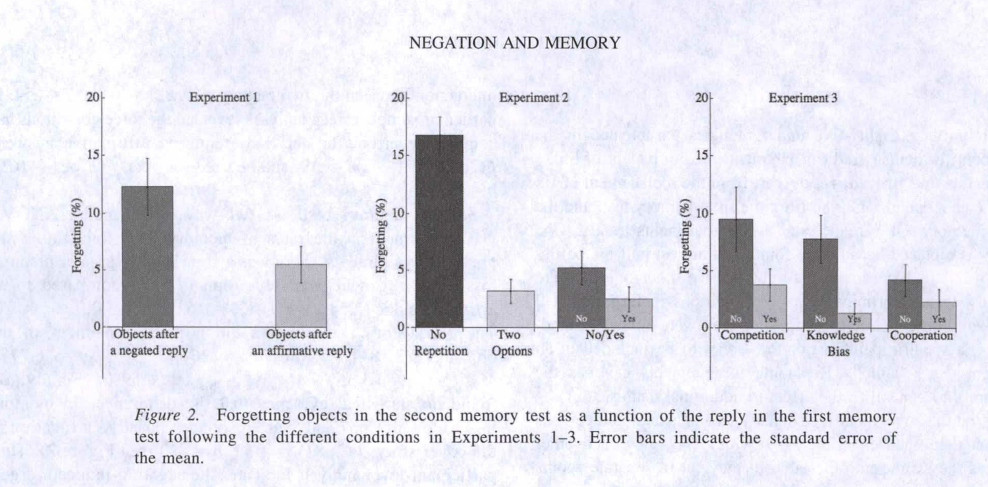 NEGATION AND MEMORY
Experiment 1
20
15
10
5
0
Forgetting (%)
Objects after
a negated reply
Objects after
an affirmative reply
Experiment 2
20
15
10
5
0
Forgetting (%)
No
Yes
No
Repetition
Two
Options
No/Yes
Experiment 3
20
15
10
5
0
Forgetting (%)
No
Yes
No
Yes
No
Yes
Competition
Knowledge
Bias
Cooperation
Figure 2. Forgetting objects in the second memory test as a function of the reply in the first memory
test following the different conditions in Experiments 1–3. Error bars indicate the standard error of
the mean.